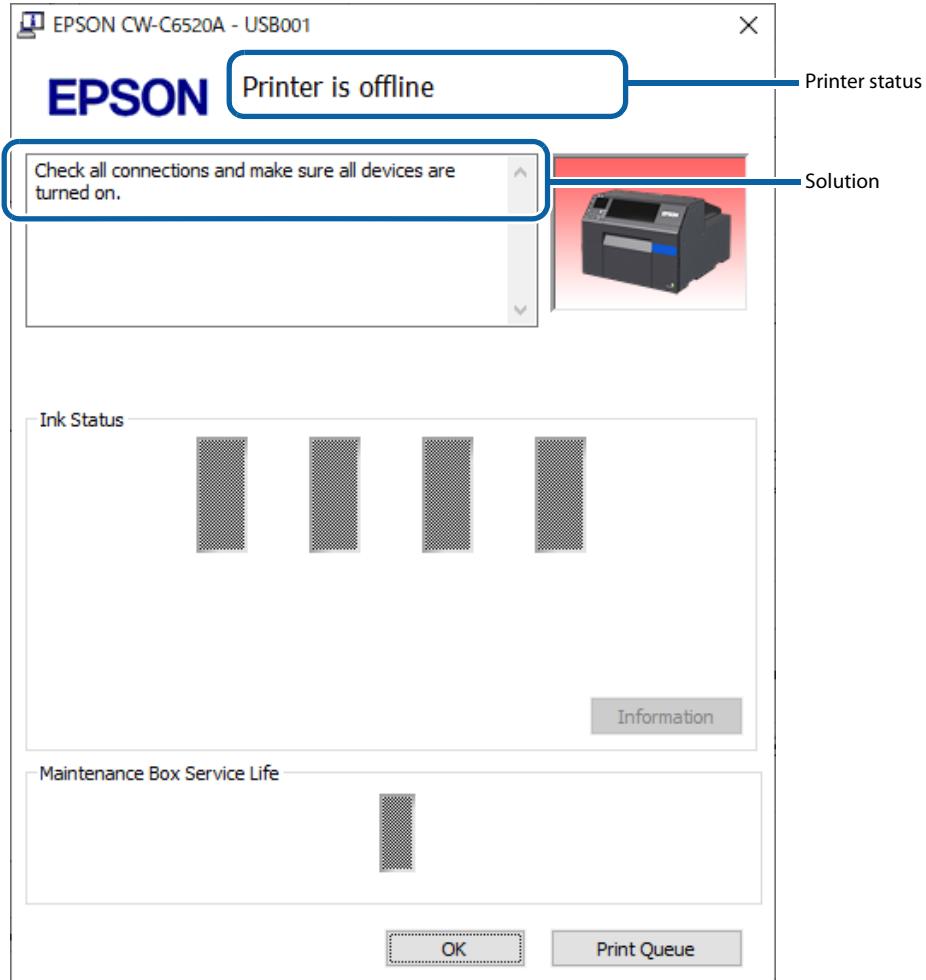 EPSON CW-C6520A - USB001
EPSON
Printer is offline
Printer status
Check all connections and make sure all devices are
turned on.
Solution
Ink Status
Information
Maintenance Box Service Life
OK
Print Queue